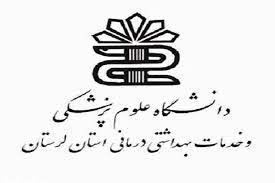 دانشگاه علوم پزشکی
و خدمات بهداشتی درمانی استان لرستان